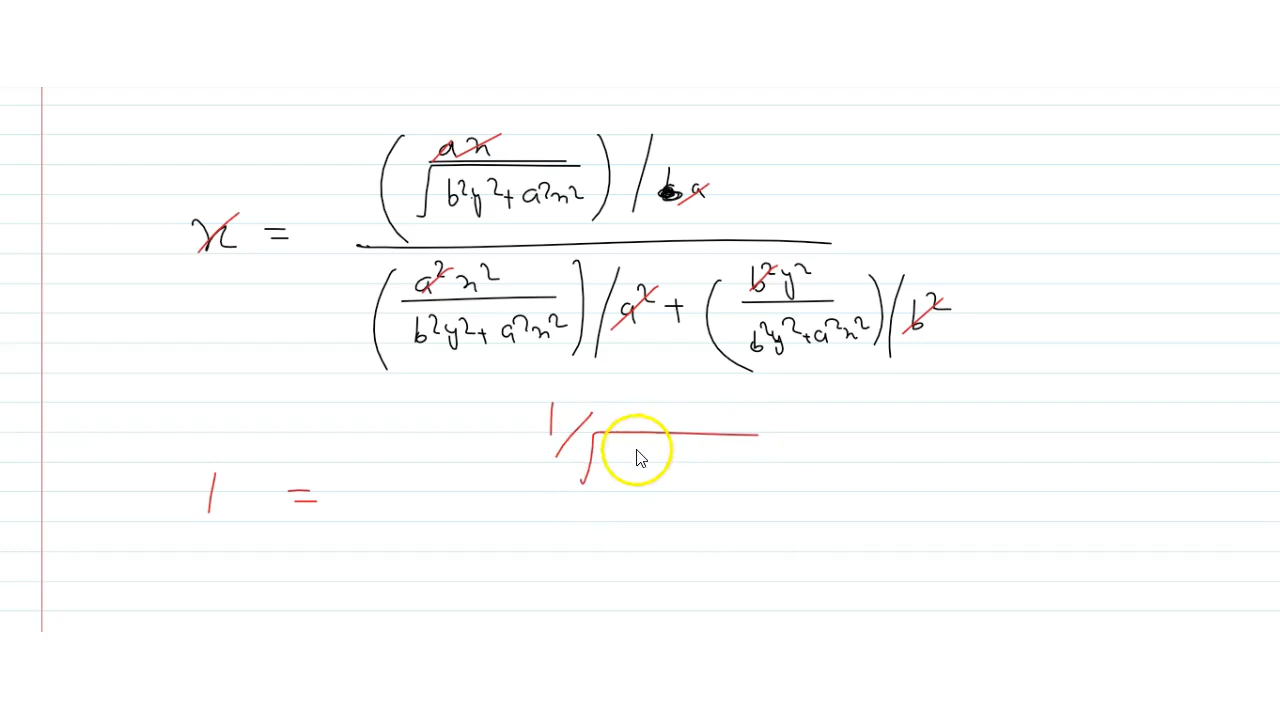 x = ( ax / √(b²y² + a²x²) ) / a
( a²x² / (b²y² + a²x²) ) / a² + ( b²y² / (b²y² + a²x²) ) / b²
1 = 1/√